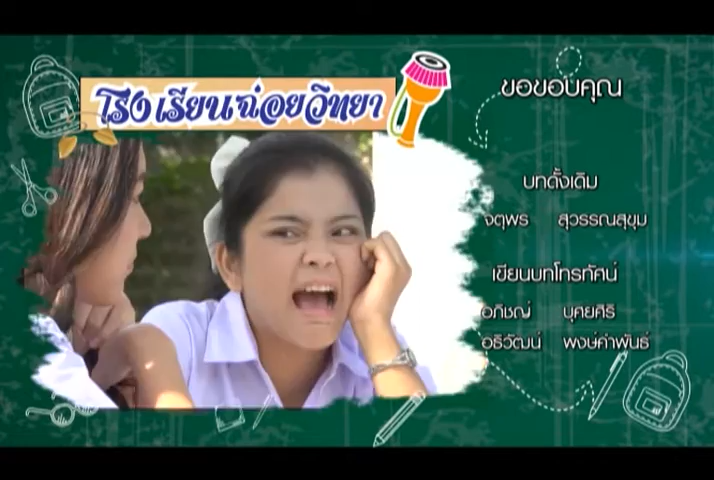 โรงเรียนฉ่อยวิทยา
ขอขอบคุณ
บทดั้งเดิม
จตุพร สุวรรณสุขุม
เขียนบทโทรทัศน์
อภิชญ์ บุศยศิริ
อธิวัฒน์ พงษ์คำพันธ์